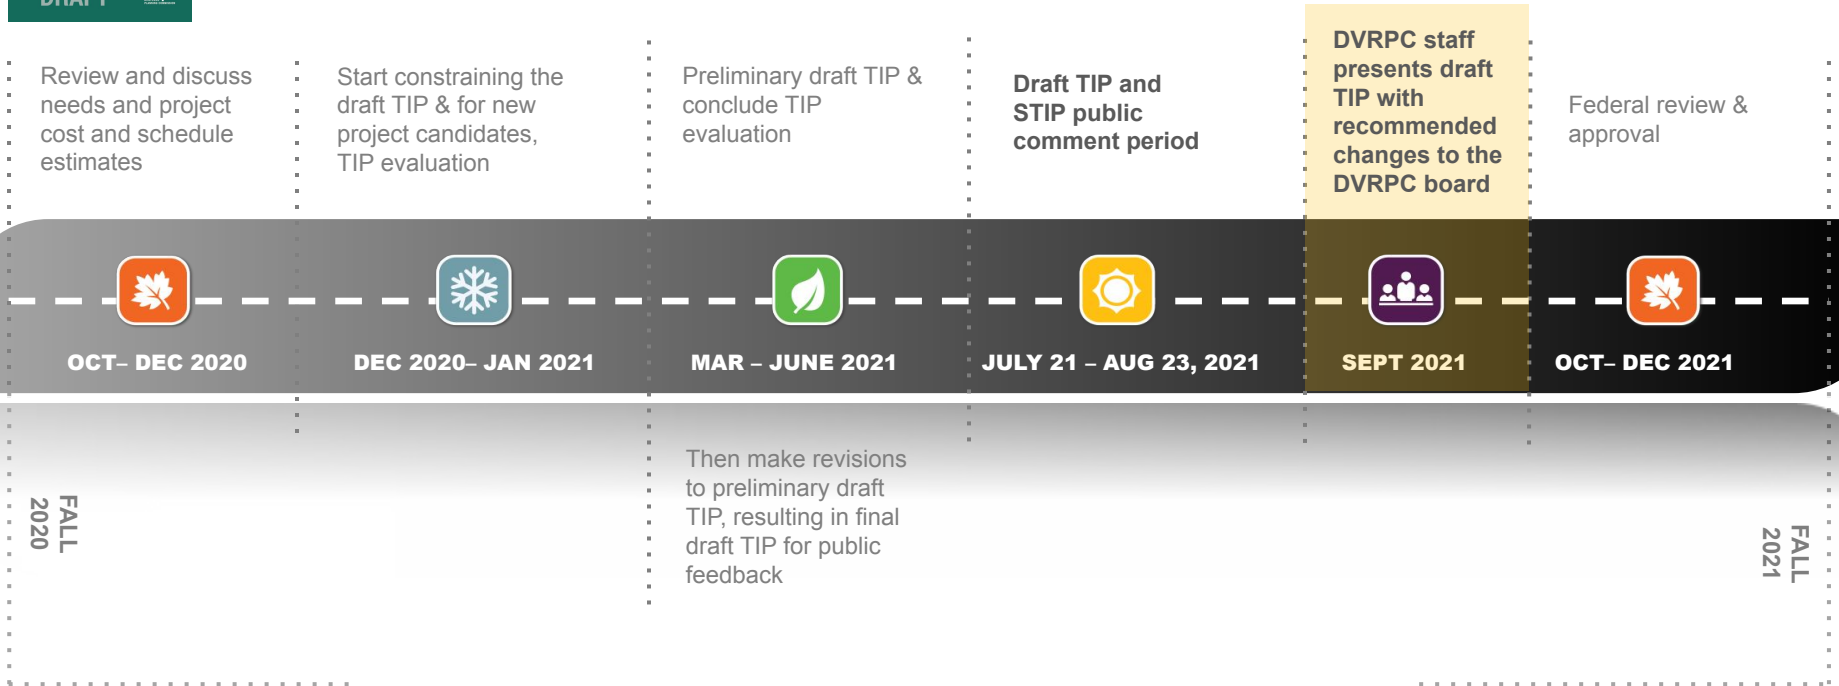 DRAFT
Review and discuss
needs and project
cost and schedule
estimates
Start constraining the
draft TIP & for new
project candidates,
TIP evaluation
Preliminary draft TIP &
conclude TIP
evaluation
Draft TIP and
STIP public
comment period
DVRPC staff
presents draft
TIP with
recommended
changes to the
DVRPC board
Federal review &
approval
OCT– DEC 2020
DEC 2020– JAN 2021
MAR – JUNE 2021
JULY 21 – AUG 23, 2021
SEPT 2021
OCT– DEC 2021
Then make revisions
to preliminary draft
TIP, resulting in final
draft TIP for public
feedback
FALL
2020
FALL
2021